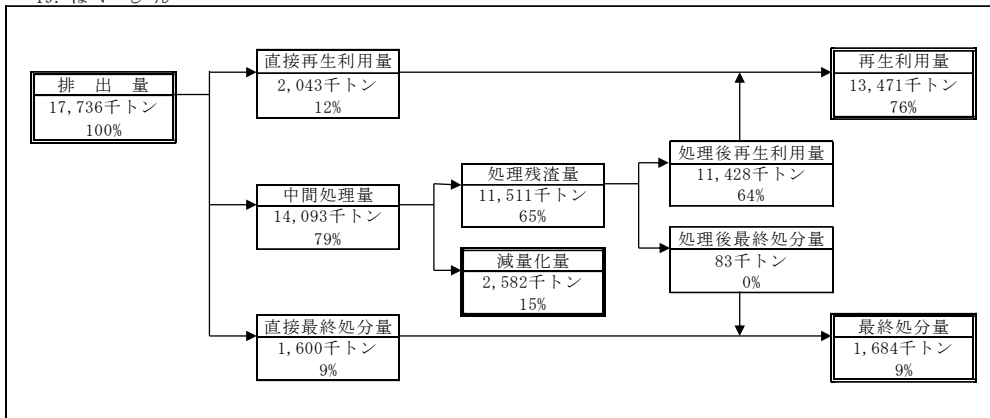 排 出 量
17,736千トン
100%
直接再生利用量
2,043千トン
12%
中間処理量
14,093千トン
79%
直接最終処分量
1,600千トン
9%
処理残渣量
11,511千トン
65%
減量化量
2,582千トン
15%
処理後再生利用量
11,428千トン
64%
処理後最終処分量
83千トン
0%
再生利用量
13,471千トン
76%
最終処分量
1,684千トン
9%